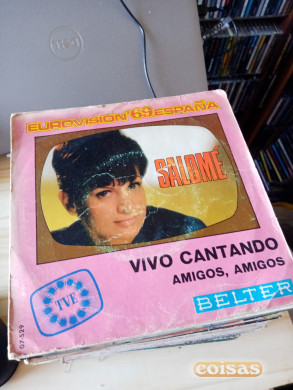 EUROVISION'69 ESPAÑA
SALOMÉ
VIVO CANTANDO
AMIGOS, AMIGOS
BELTER
TVE
07-529
coisas